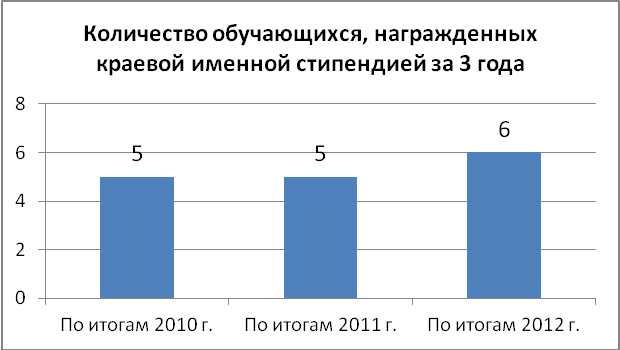 Количество обучающихся, награжденных
краевой именной стипендией за 3 года
8
6
4
2
0
5
5
6
По итогам 2010 г.
По итогам 2011 г.
По итогам 2012 г.